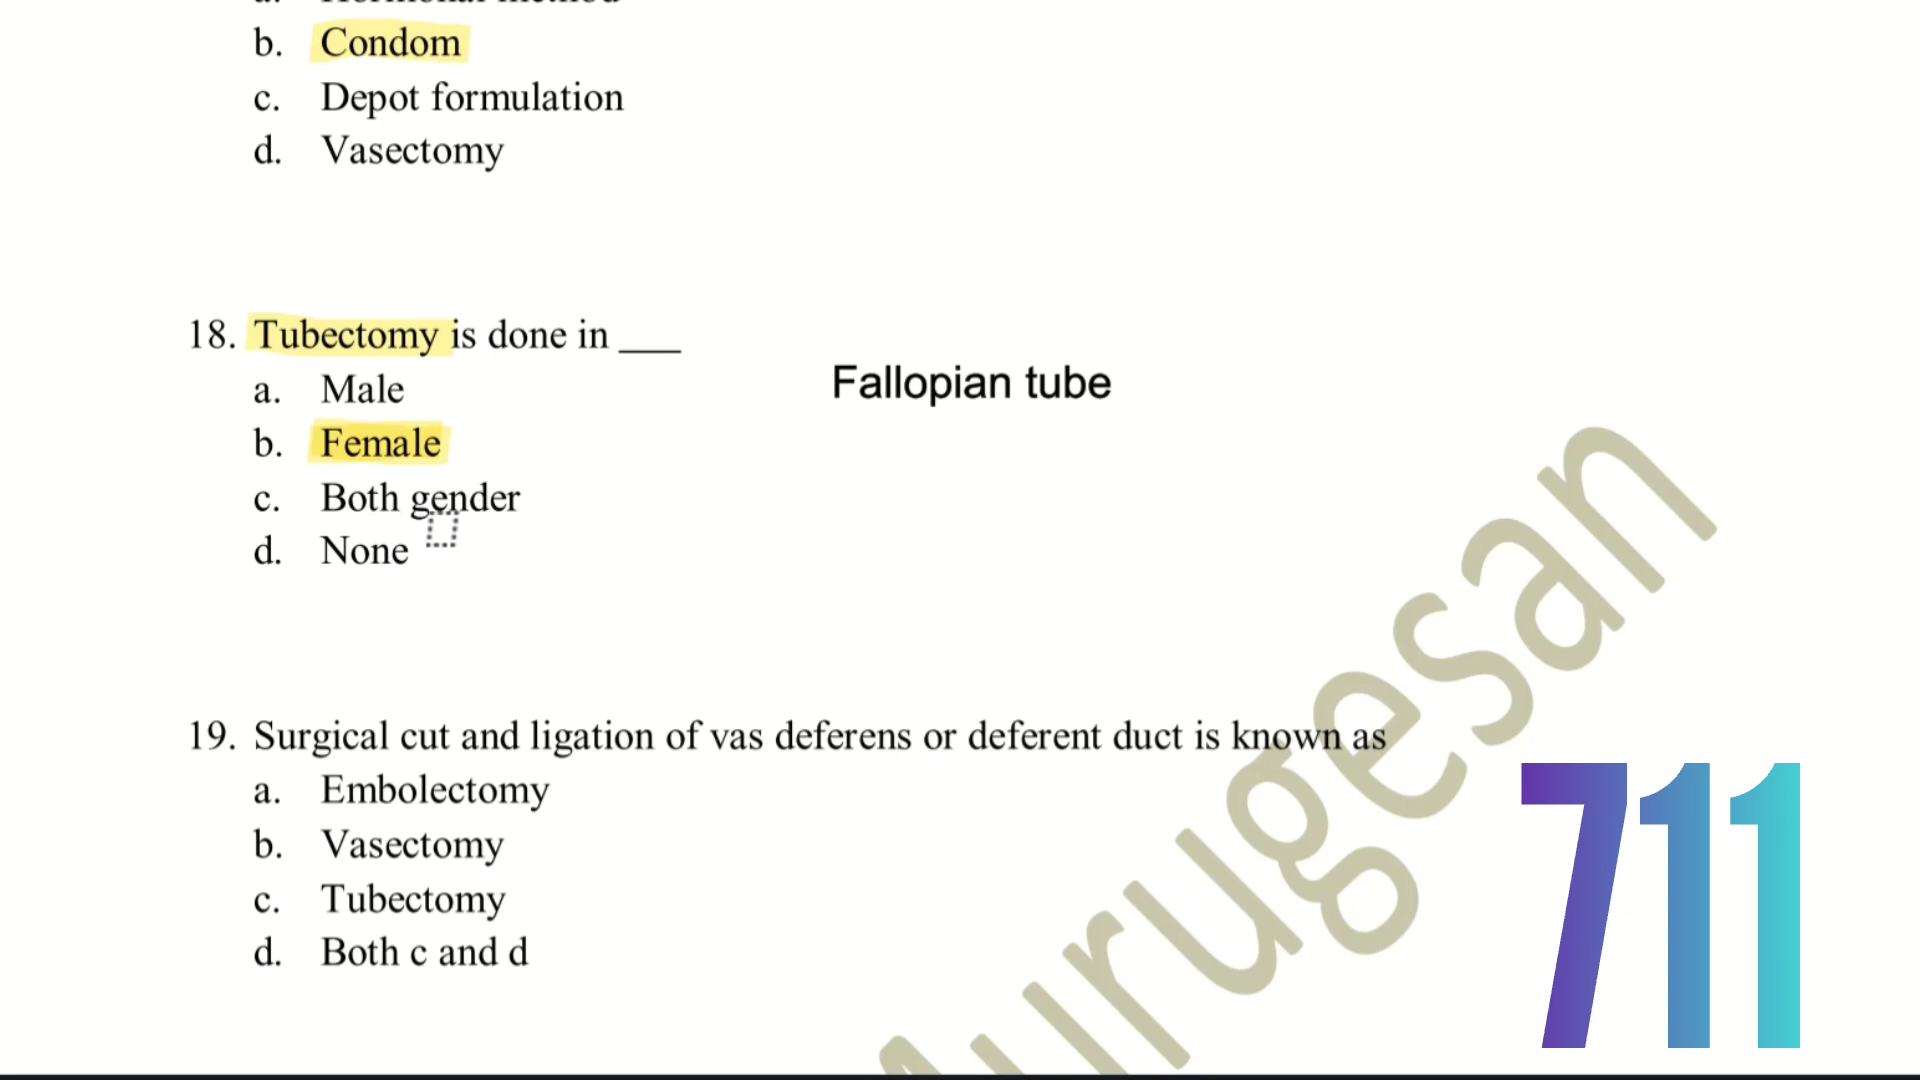 b. Condom
c. Depot formulation
d. Vasectomy
18. Tubectomy is done in ___
a. Male
Fallopian tube
b. Female
c. Both gender
d. None
19. Surgical cut and ligation of vas deferens or deferent duct is known as
a. Embolectomy
b. Vasectomy
c. Tubectomy
d. Both c and d
urugesan
711